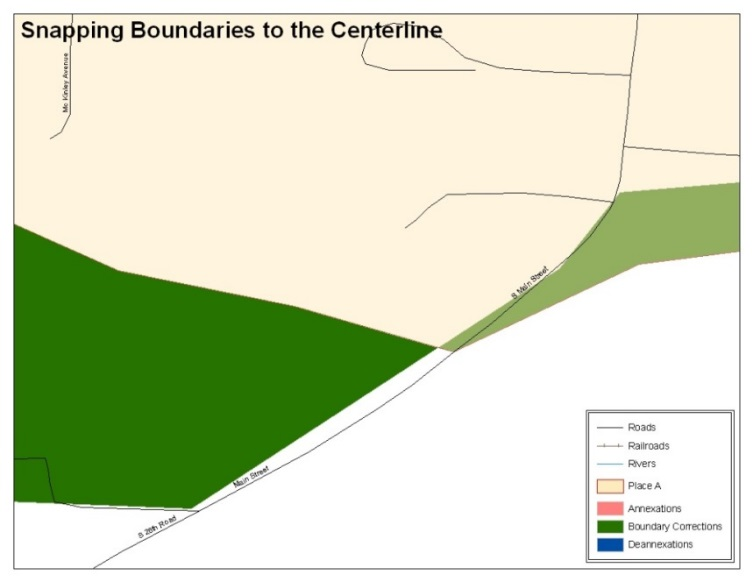 Snapping Boundaries to the Centerline
Mc Kinley Avenue
S Main Street
Main Street
S 26th Road
Roads
Railroads
Rivers
Place A
Annexations
Boundary Corrections
Deannexations